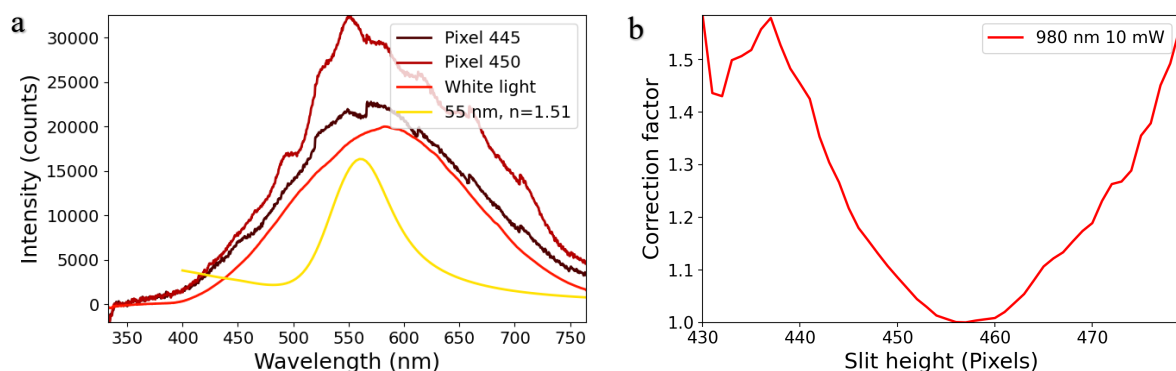 a
Intensity (counts)
30000
25000
20000
15000
10000
5000
0
350 400 450 500 550 600 650 700 750
Wavelength (nm)
Pixel 445
Pixel 450
White light
55 nm, n=1.51
b
Correction factor
1.5
1.4
1.3
1.2
1.1
1.0
430 440 450 460 470
Slit height (Pixels)
980 nm 10 mW